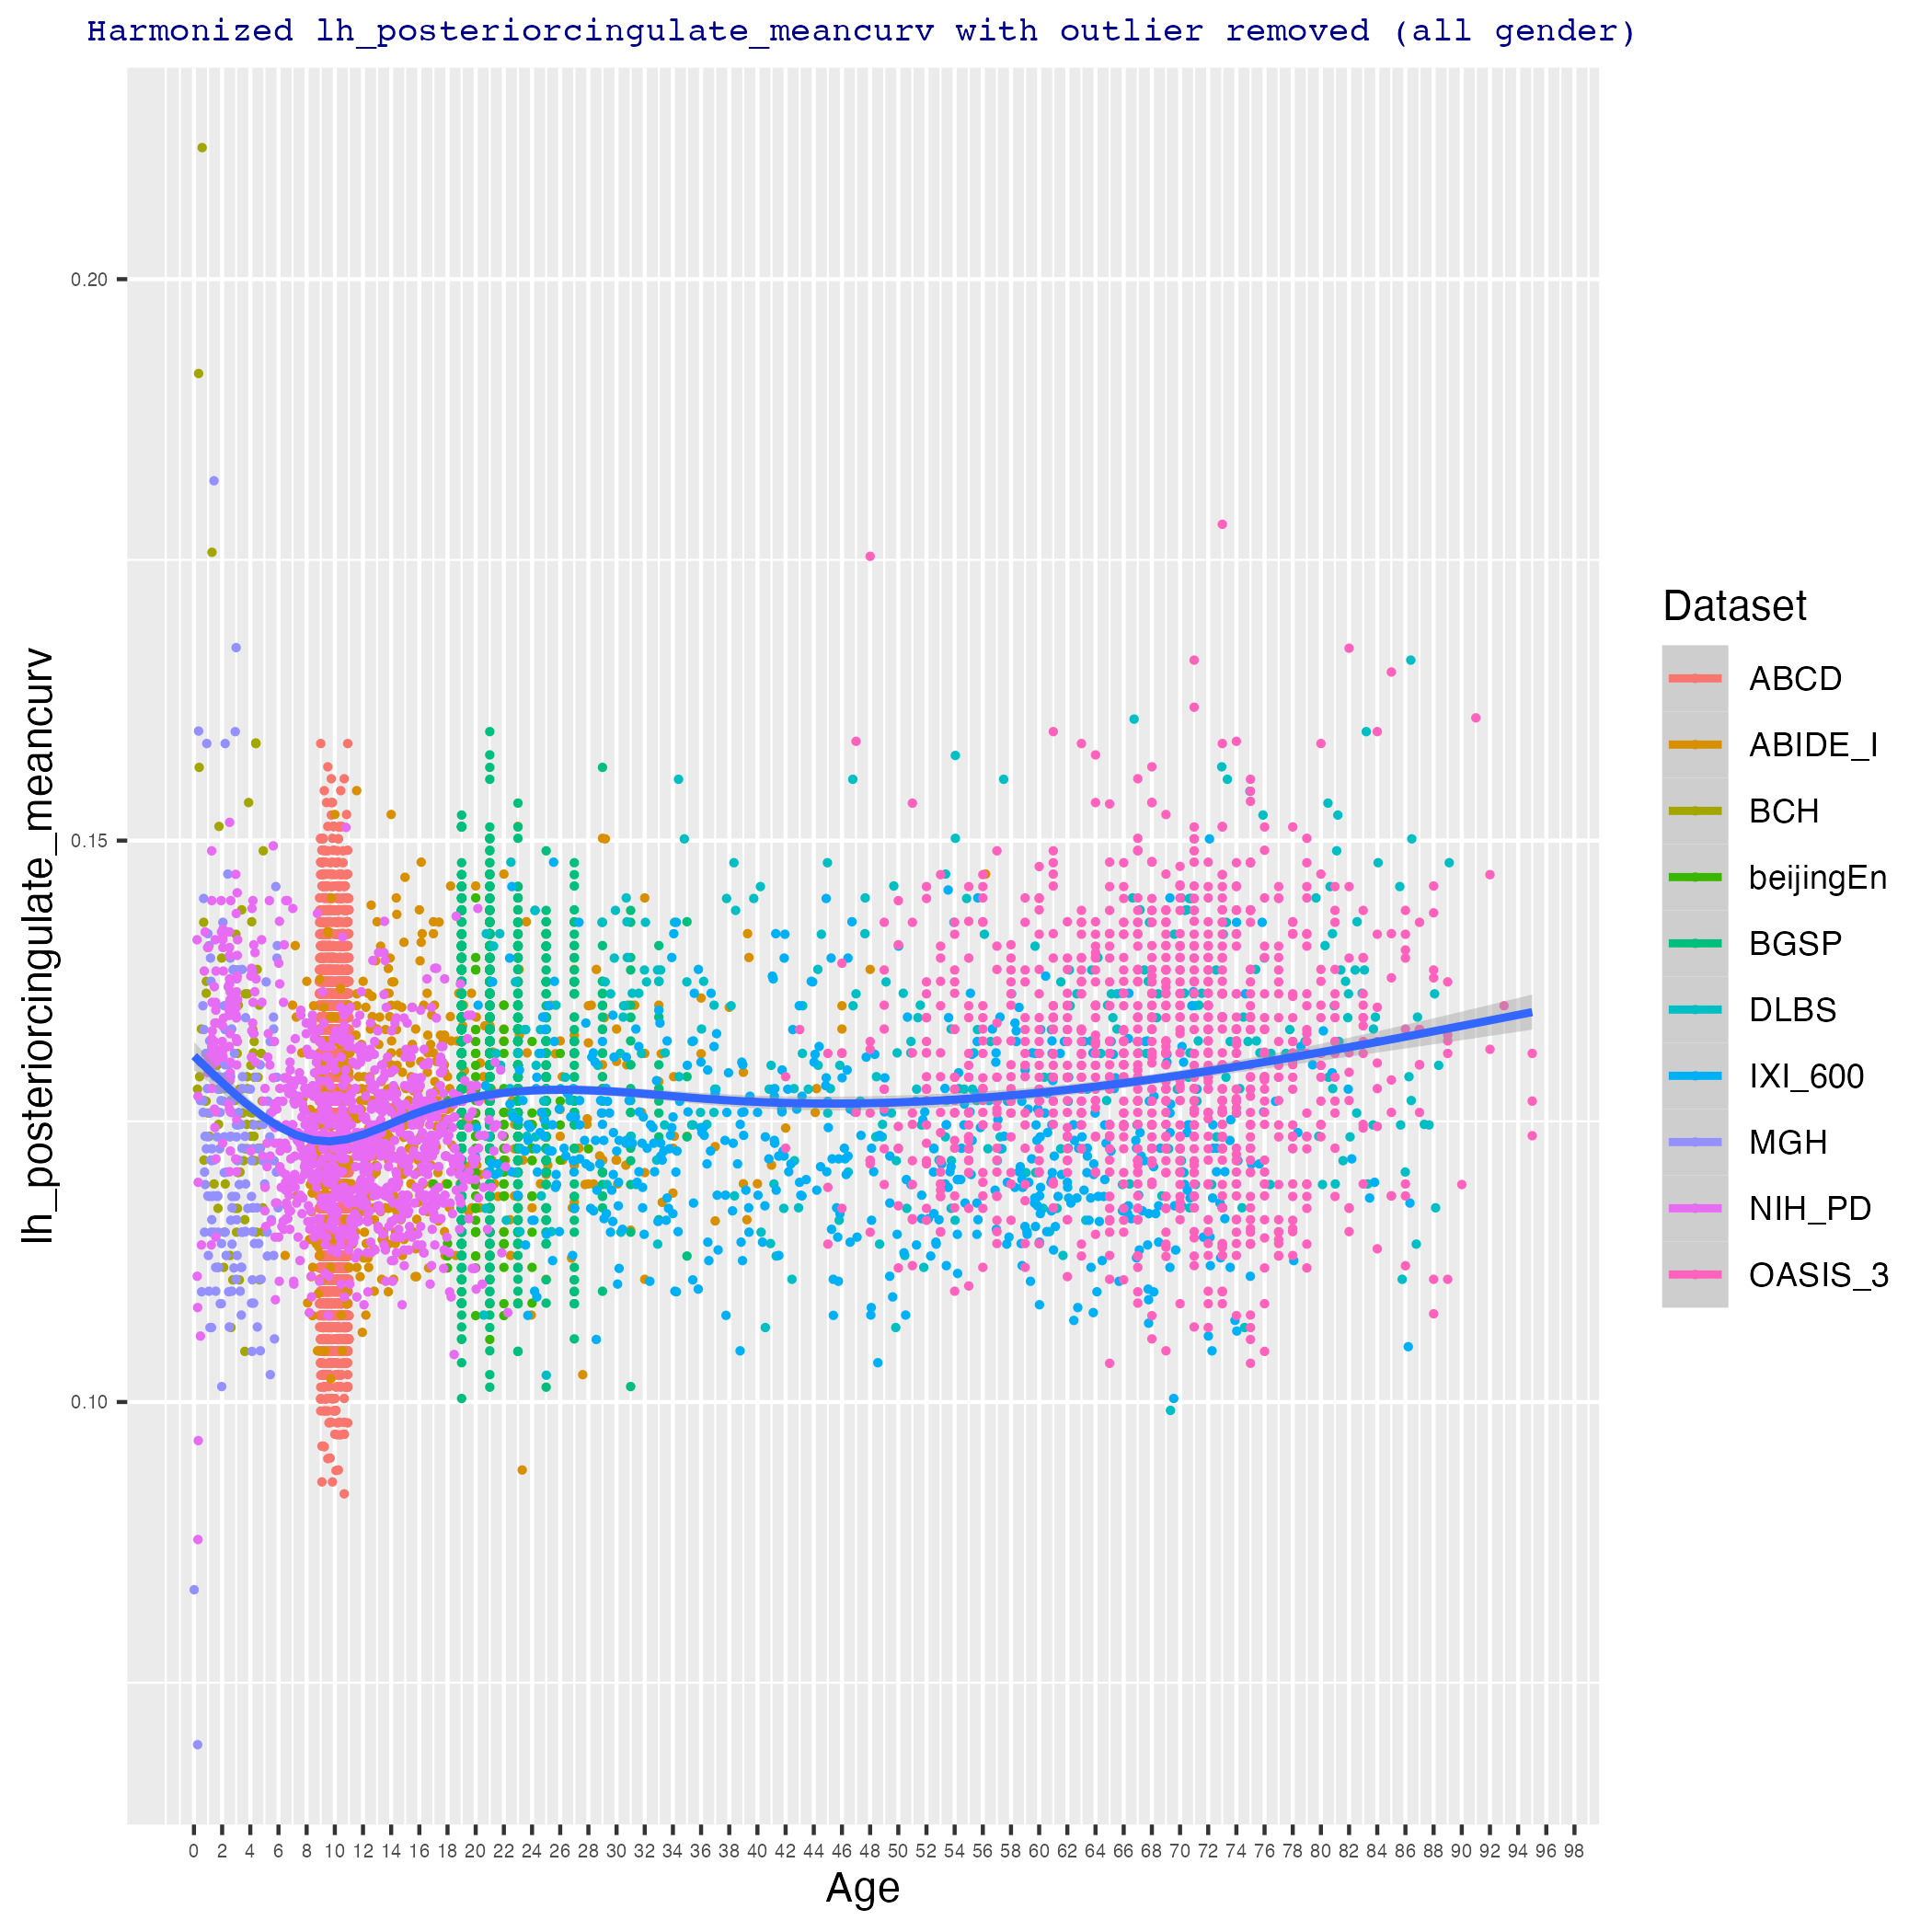 Harmonized lh_posteriorcingulate_meancurv with outlier removed (all gender)
lh_posteriorcingulate_meancurv
0.20
0.15
0.10
0 2 4 6 8 10 12 14 16 18 20 22 24 26 28 30 32 34 36 38 40 42 44 46 48 50 52 54 56 58 60 62 64 66 68 70 72 74 76 78 80 82 84 86 88 90 92 94 96 98
Age
Dataset
ABCD
ABIDE_I
BCH
beijingEn
BGSP
DLBS
IXI_600
MGH
NIH_PD
OASIS_3